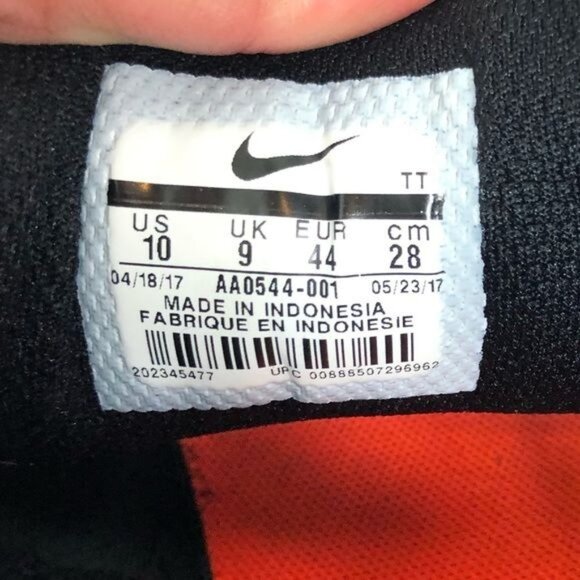 TT
US UK EUR cm
10 9 44 28
04/18/17 AA0544-001 05/23/17
MADE IN INDONESIA
FABRIQUE EN INDONESIE
202345477 UPC 00888507296962